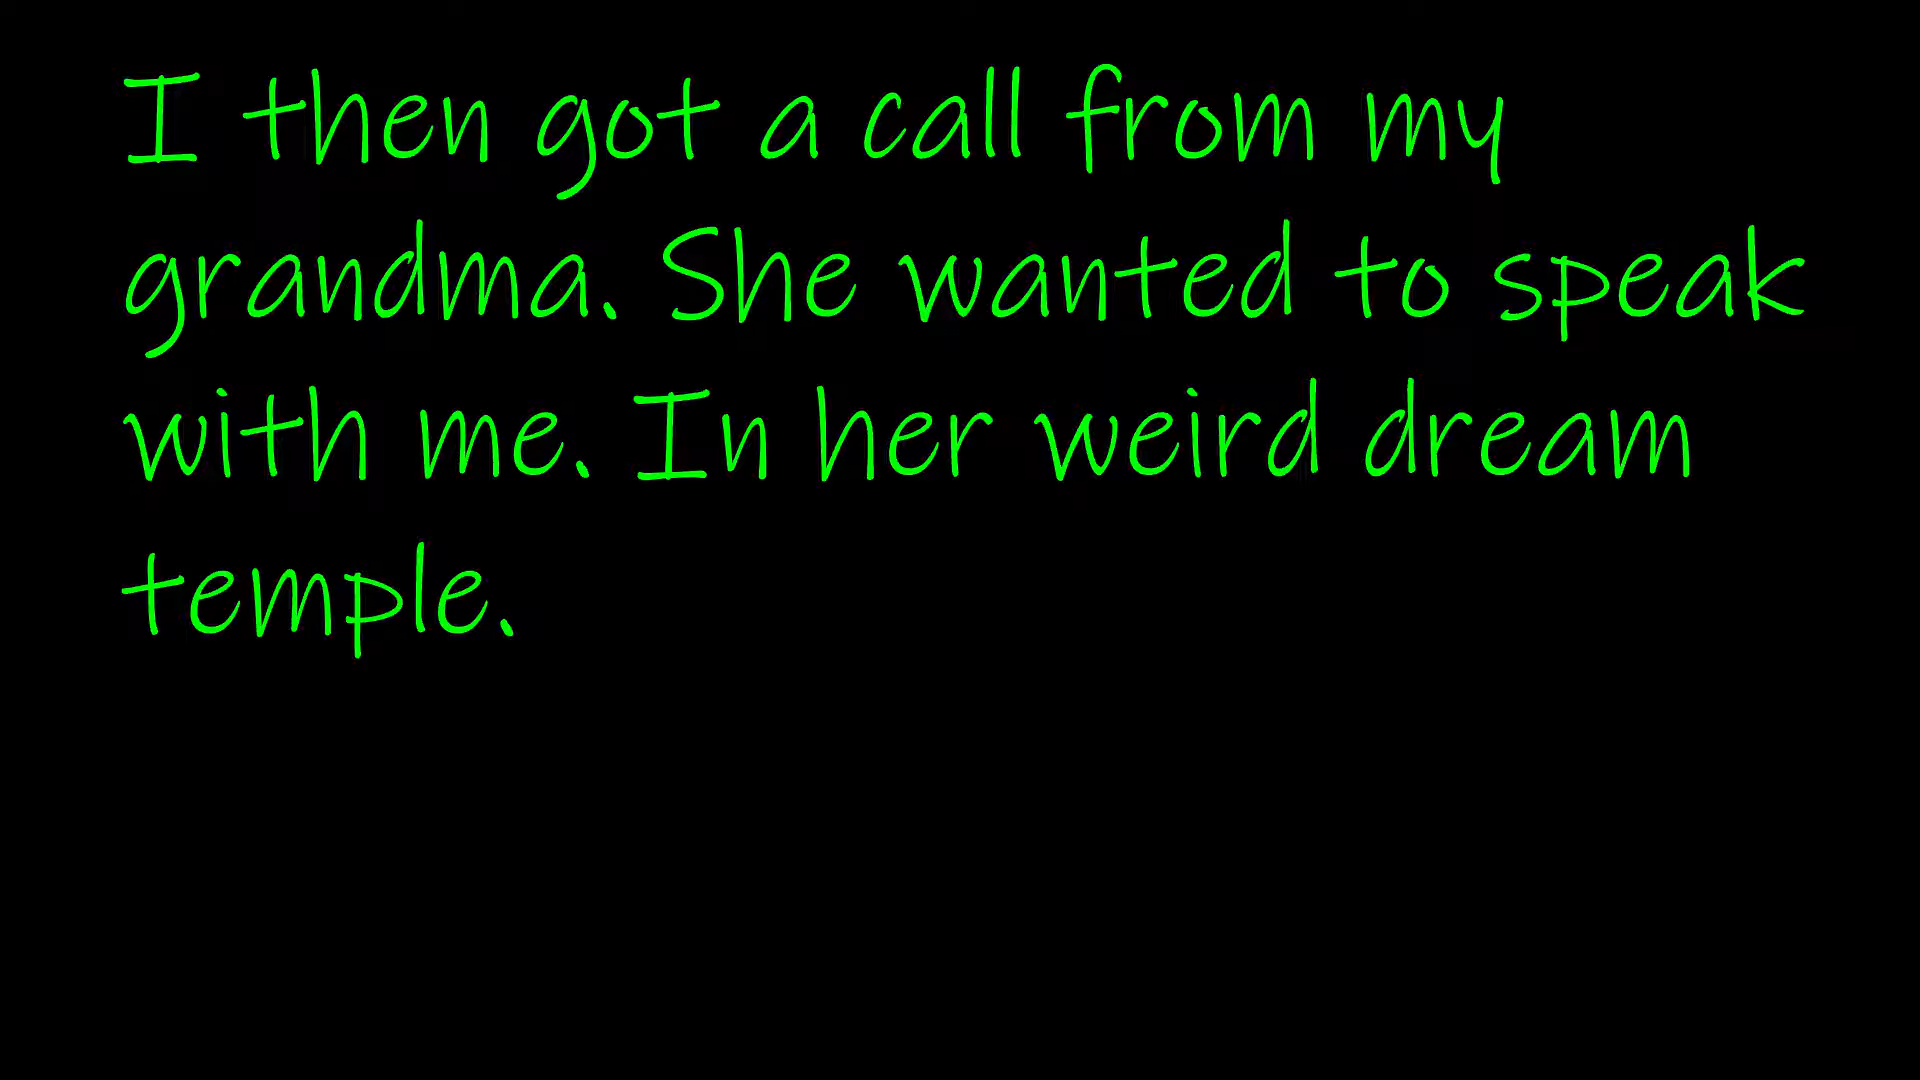 I then got a call from my
grandma. She wanted to speak
with me. In her weird dream
temple.